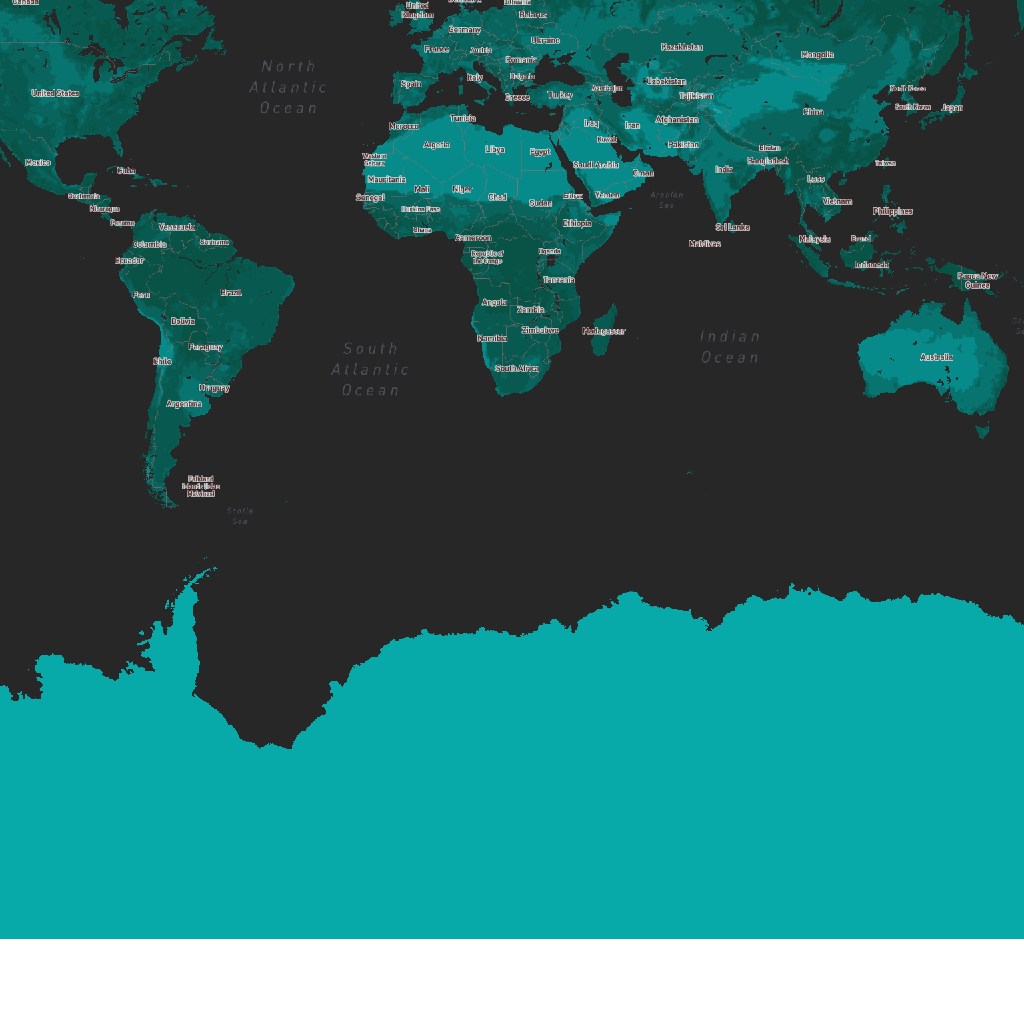 Canada
United
Kingdom
Belarus
Germany
Ukraine
France
Austria
Kazakhstan
Mongolia
Romania
North
Atlantic
Ocean
Italy
Bulgaria
Spain
Uzbekistan
United States
Greece
Turkey
Azerbaijan
Tajikistan
North Korea
South Korea
Japan
China
Tunisia
Morocco
Iraq
Iran
Afghanistan
Kuwait
Pakistan
Algeria
Libya
Egypt
Bhutan
Bangladesh
Taiwan
Mexico
Cuba
Western
Sahara
Saudi Arabia
Oman
India
Laos
Mauritania
Mali
Niger
Chad
Sudan
Eritrea
Yemen
Arabian
Sea
Vietnam
Guatemala
Senegal
Nicaragua
Burkina Faso
Philippines
Panama
Venezuela
Ghana
Ethiopia
Sri Lanka
Colombia
Suriname
Cameroon
Maldives
Malaysia
Brunei
Ecuador
Republic of
the Congo
Uganda
Indonesia
Peru
Brazil
Tanzania
Papua New
Guinea
Angola
Zambia
Bolivia
Zimbabwe
Madagascar
Namibia
Indian
Ocean
Paraguay
South
Atlantic
Ocean
Chile
South Africa
Australia
Uruguay
Argentina
Falkland
Islands (Islas
Malvinas)
Scotia
Sea